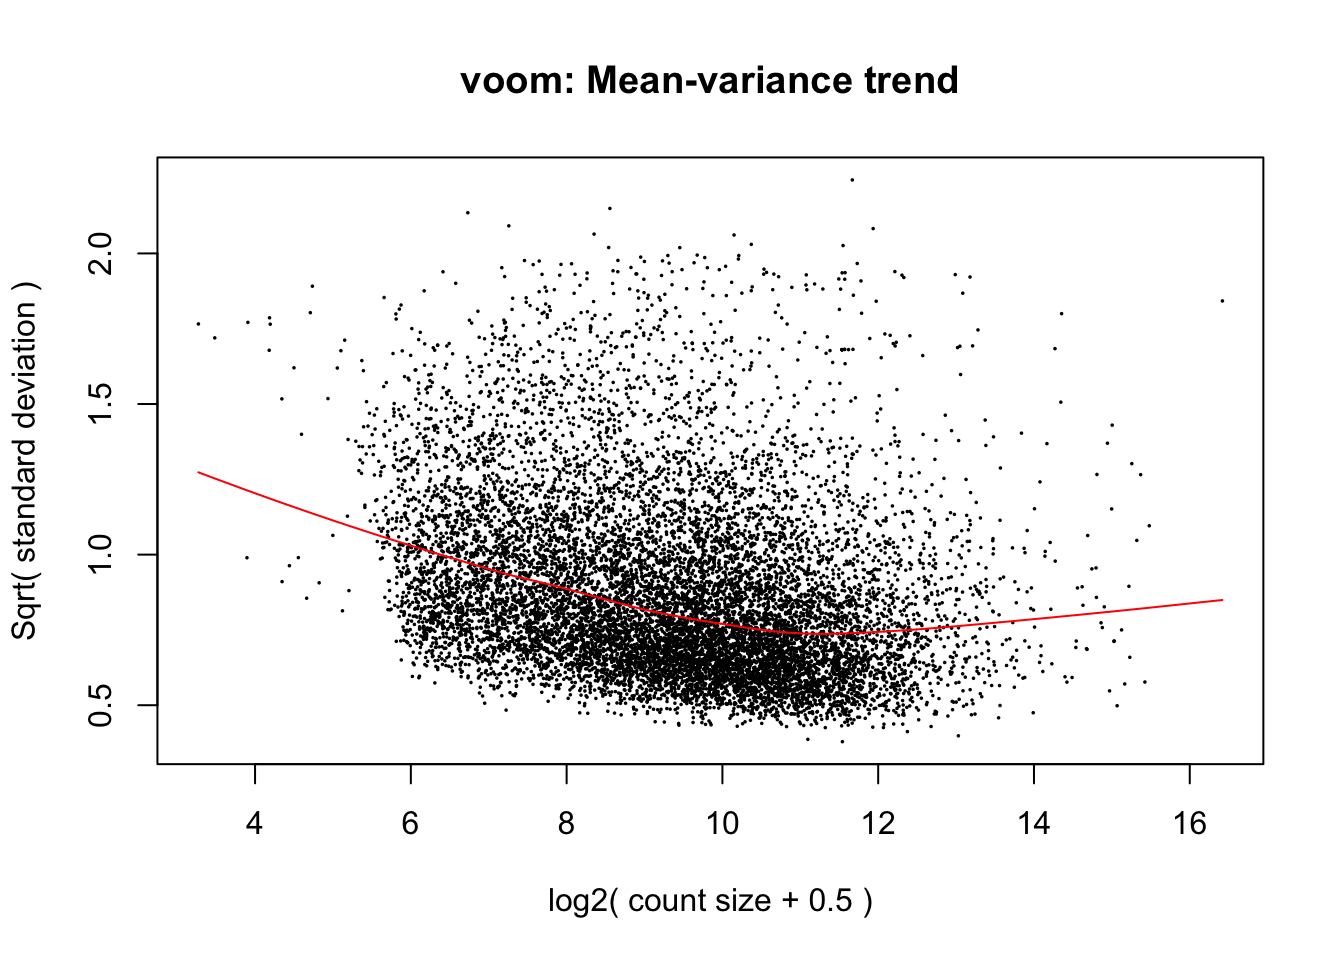 voom: Mean-variance trend
Sqrt( standard deviation )
2.0
1.5
1.0
0.5
4 6 8 10 12 14 16
log2( count size + 0.5 )